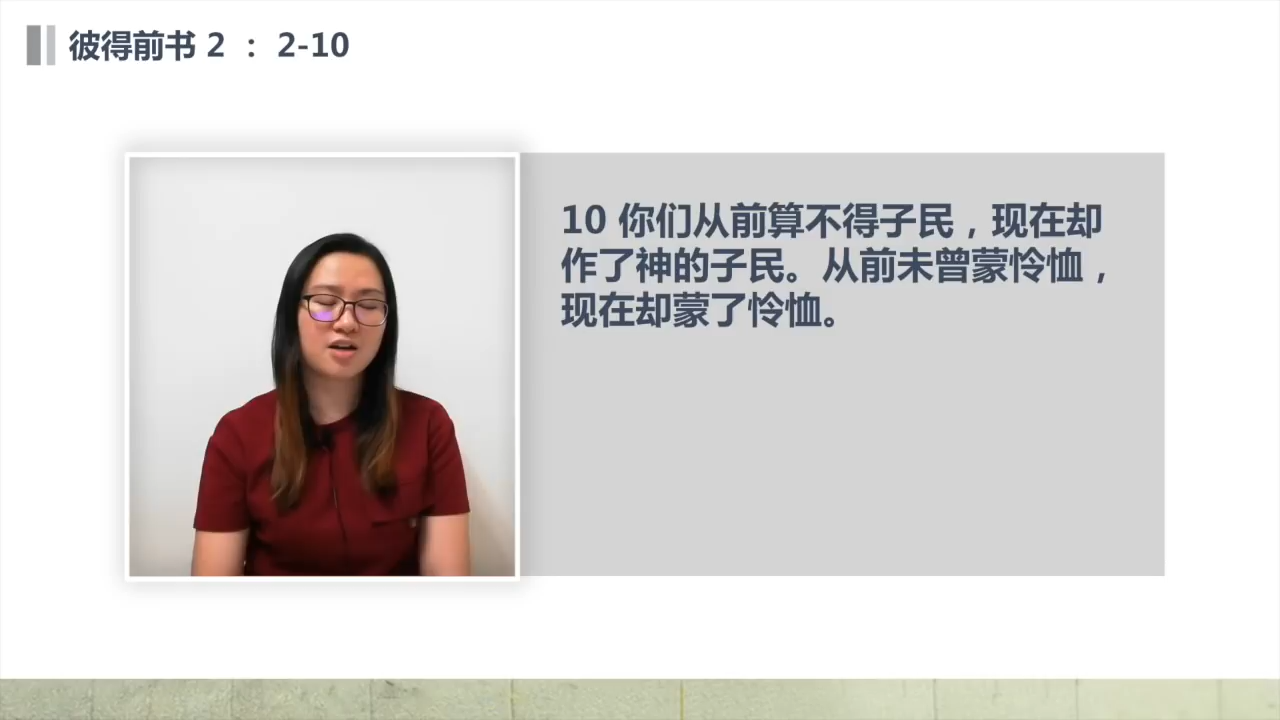 彼得前书 2 ： 2-10
10 你们从前算不得子民，现在却
作了神的子民。从前未曾蒙怜恤，
现在却蒙了怜恤。